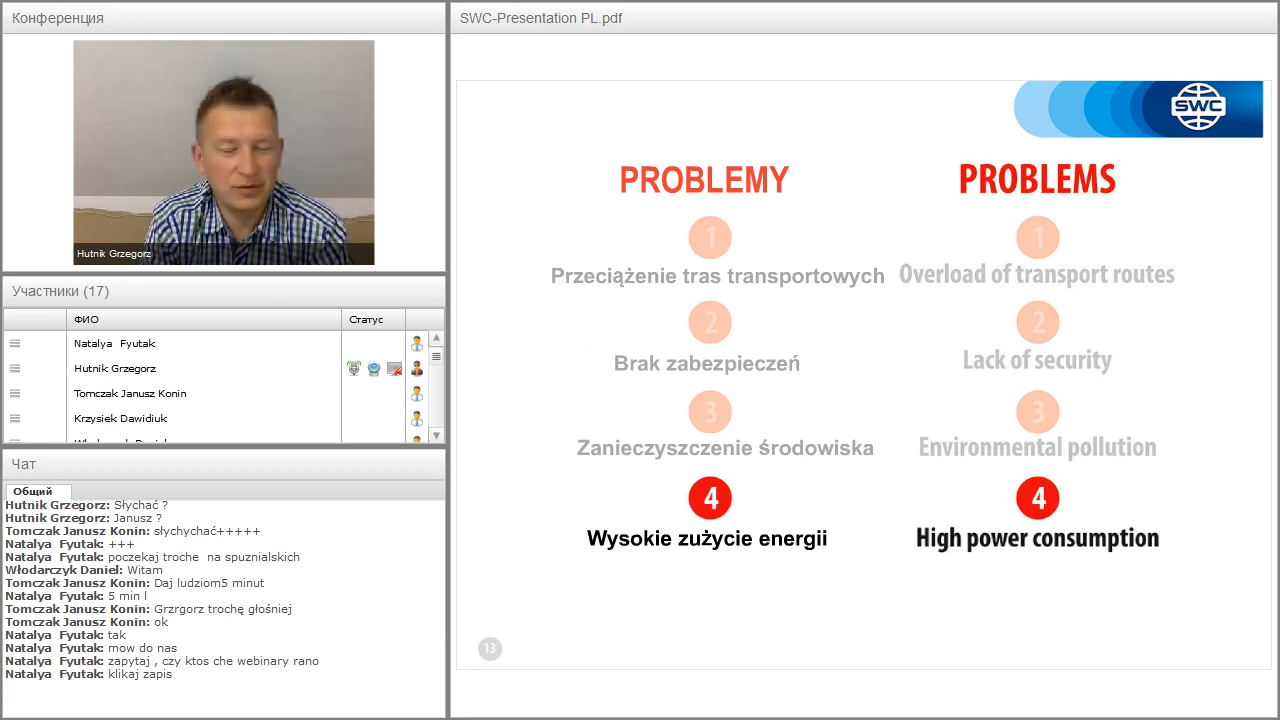 Конференция
Hutnik Grzegorz
Участники (17)
ФИО Статус
Natalya Fyutak
Hutnik Grzegorz
Tomczak Janusz Konin
Krzysiek Dawidiuk
Общий
Чат
Hutnik Grzegorz: Słychać ?
Hutnik Grzegorz: Janusz ?
Tomczak Janusz Konin: słychychać+++++
Natalya Fyutak: +++
Natalya Fyutak: poczekaj troche na spuznialskich
Włodarczyk Daniel: Witam
Tomczak Janusz Konin: Daj ludziom5 minut
Natalya Fyutak: 5 min l
Tomczak Janusz Konin: Grzrgorz trochę głośniej
Tomczak Janusz Konin: ok
Natalya Fyutak: tak
Natalya Fyutak: mow do nas
Natalya Fyutak: zapytaj , czy ktos che webinary rano
Natalya Fyutak: klikaj zapis
SWC-Presentation PL.pdf
SWC
PROBLEMY
1
Przeciążenie tras transportowych
2
Brak zabezpieczeń
3
Zanieczyszczenie środowiska
4
Wysokie zużycie energii
PROBLEMS
1
Overload of transport routes
2
Lack of security
3
Environmental pollution
4
High power consumption
13